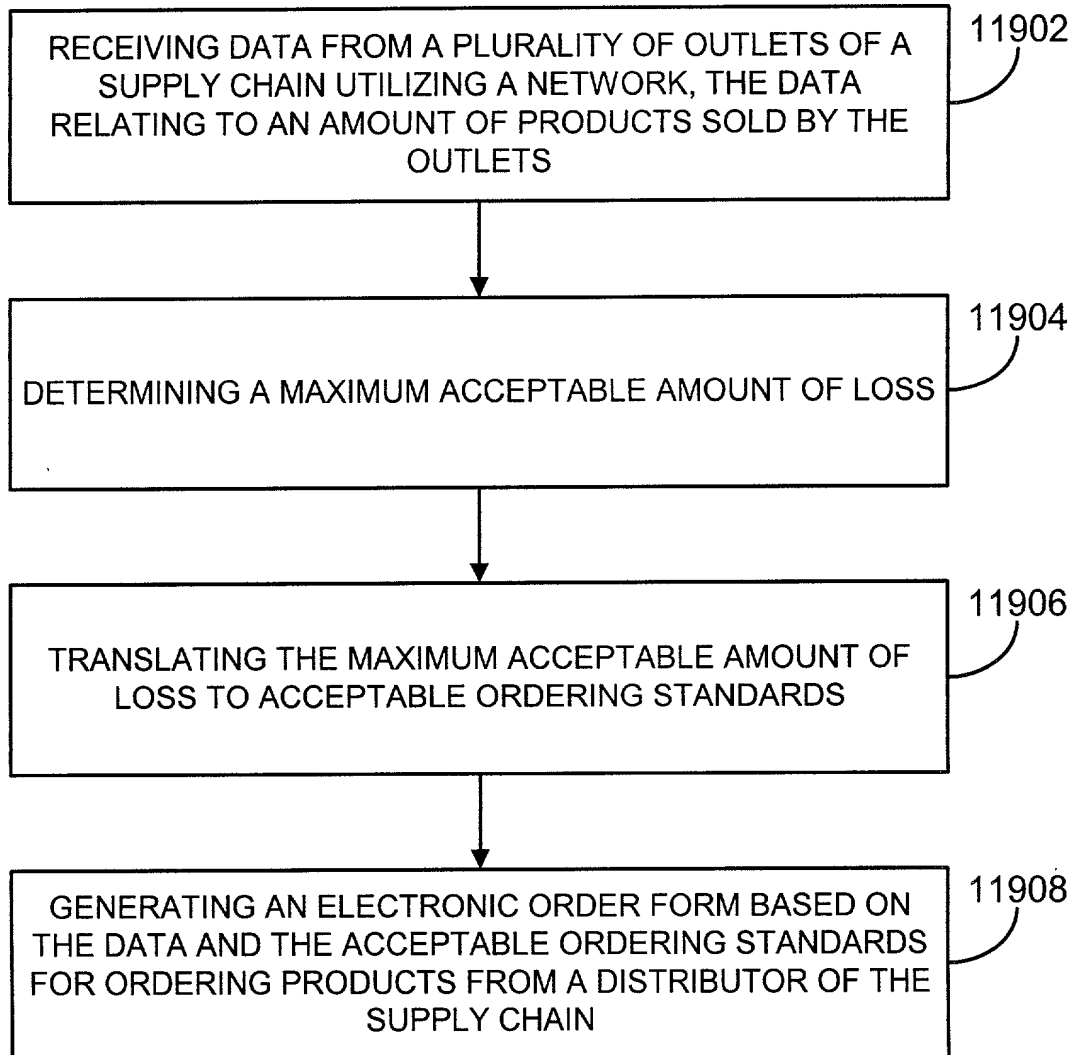 RECEIVING DATA FROM A PLURALITY OF OUTLETS OF A
SUPPLY CHAIN UTILIZING A NETWORK, THE DATA
RELATING TO AN AMOUNT OF PRODUCTS SOLD BY THE
OUTLETS
11902
DETERMINING A MAXIMUM ACCEPTABLE AMOUNT OF LOSS
11904
TRANSLATING THE MAXIMUM ACCEPTABLE AMOUNT OF
LOSS TO ACCEPTABLE ORDERING STANDARDS
11906
GENERATING AN ELECTRONIC ORDER FORM BASED ON
THE DATA AND THE ACCEPTABLE ORDERING STANDARDS
FOR ORDERING PRODUCTS FROM A DISTRIBUTOR OF THE
SUPPLY CHAIN
11908